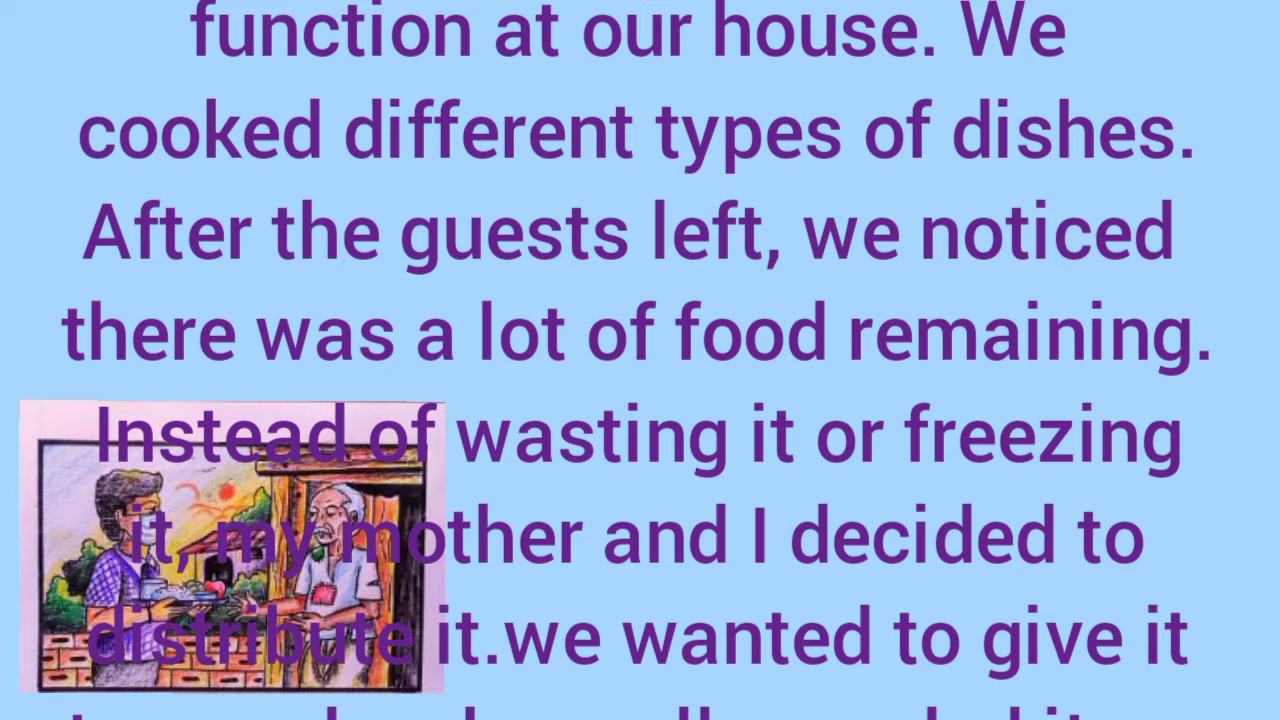 function at our house. We
cooked different types of dishes.
After the guests left, we noticed
there was a lot of food remaining.
Instead of wasting it or freezing
it, my mother and I decided to
distribute it.we wanted to give it